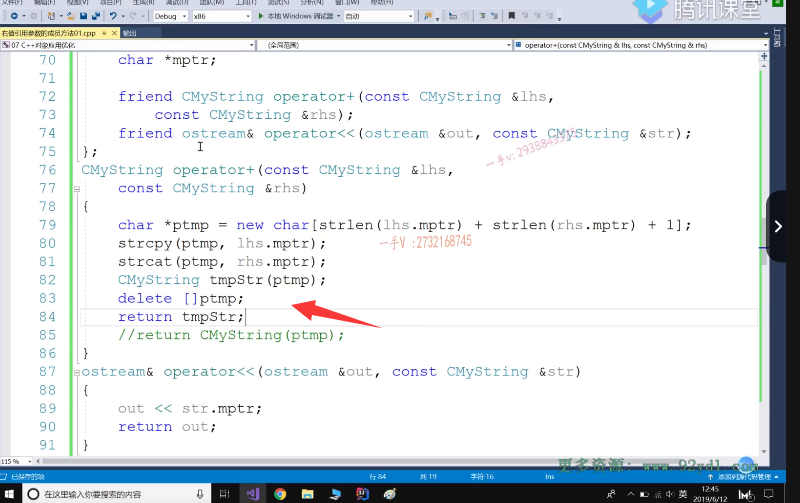 文件(F) 编辑(E) 视图(V) 项目(P) 生成(B) 调试(D) 团队(M) 工具(T) 测试(S) 分析(N) 窗口(W) 帮助(H)
腾讯课堂
Debug x86 本地 Windows 调试器 自动
右值引用参数的成员方法01.cpp 输出
07 C++对象应用优化 (全局范围) operator+(const CMyString & lhs, const CMyString & rhs)
70 char *mptr;
71
72 friend CMyString operator+(const CMyString &lhs,
73 const CMyString &rhs);
74 friend ostream& operator<<(ostream &out, const CMyString &str);
75 };
76 CMyString operator+(const CMyString &lhs,
77 const CMyString &rhs)
78 {
79 char *ptmp = new char[strlen(lhs.mptr) + strlen(rhs.mptr) + 1];
80 strcpy(ptmp, lhs.mptr);
一手V :2732168745
81 strcat(ptmp, rhs.mptr);
82 CMyString tmpStr(ptmp);
83 delete []ptmp;
84 return tmpStr;
85 //return CMyString(ptmp);
86 }
87 ostream& operator<<(ostream &out, const CMyString &str)
88 {
89 out << str.mptr;
90 return out;
91 }
115 %
更多资源：www.92xdl.com
已保存的项 行 84 列 19 字符 16 Ins 添加到源代码管理
在这里输入你要搜索的内容 英 12:45
2019/6/12